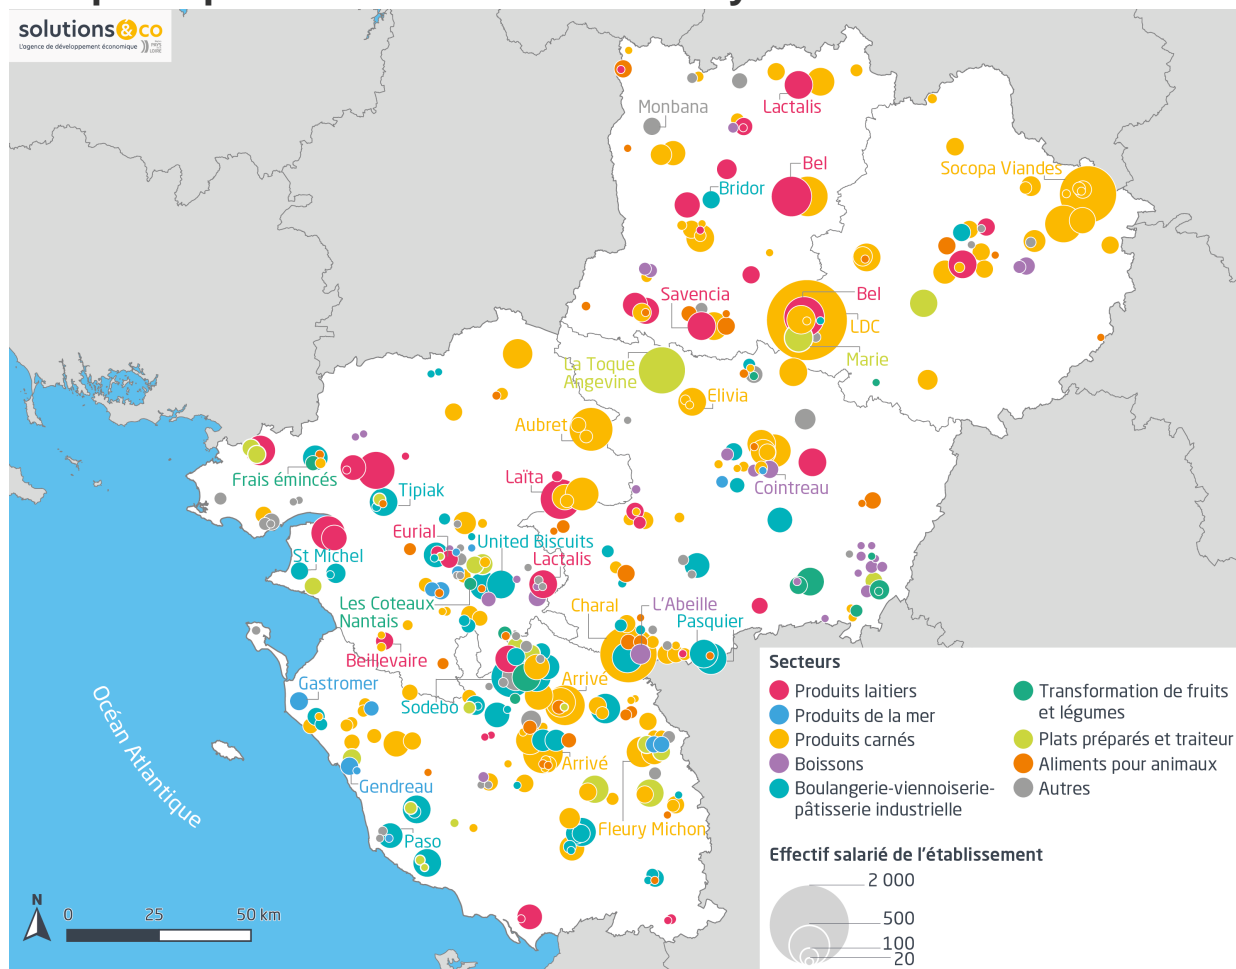 solutions&co
L'agence de développement économique
Monbana
Lactalis
Socopa Viandes
Bel
Bridor
Savencia
Bel
LDC
Marie
La Toque
Angevine
Elivia
Aubret
Frais émincés
Laïta
Cointreau
Tipiak
Eurial
United Biscuits
St Michel
Lactalis
Les Coteaux
Nantais
Charal
L'Abeille
Pasquier
Beillevaire
Gastromer
Arrivé
Sodebo
Arrivé
Gendreau
Fleury Michon
Paso
Océan Atlantique
N
0 25 50 km
Secteurs
Produits laitiers
Produits de la mer
Produits carnés
Boissons
Boulangerie-viennoiserie-
pâtisserie industrielle
Transformation de fruits
et légumes
Plats préparés et traiteur
Aliments pour animaux
Autres
Effectif salarié de l'établissement
2 000
500
100
20